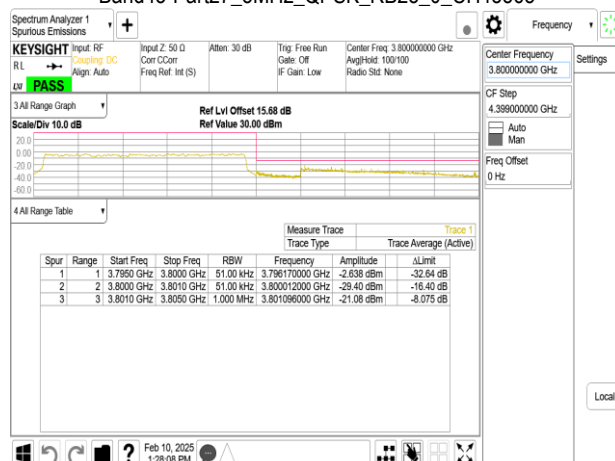 Spectrum Analyzer 1
Spurious Emissions
Frequency
KEYSIGHT
Input: RF
Coupling: DC
Align: Auto
Input Z: 50 Ω
Corr CCorr
Freq Ref: Int (S)
Atten: 30 dB
Trig: Free Run
Gate: Off
IF Gain: Low
Center Freq: 3.800000000 GHz
Avg|Hold: 100/100
Radio Std: None
RL
LXI
PASS
Center Frequency
3.800000000 GHz
Settings
CF Step
4.399000000 GHz
Auto
Man
Freq Offset
0 Hz
3 All Range Graph
Ref Lvl Offset 15.68 dB
Scale/Div 10.0 dB
Ref Value 30.00 dBm
20.0
0.00
-20.0
-40.0
-60.0
4 All Range Table
Measure Trace Trace 1
Trace Type Trace Average (Active)
Spur Range Start Freq Stop Freq RBW Frequency Amplitude ΔLimit
1 1 3.7950 GHz 3.8000 GHz 51.00 kHz 3.796170000 GHz -2.638 dBm -32.64 dB
2 2 3.8000 GHz 3.8010 GHz 51.00 kHz 3.800012000 GHz -29.40 dBm -16.40 dB
3 3 3.8010 GHz 3.8050 GHz 1.000 MHz 3.801096000 GHz -21.08 dBm -8.075 dB
Local
?
Feb 10, 2025
1:28:08 PM